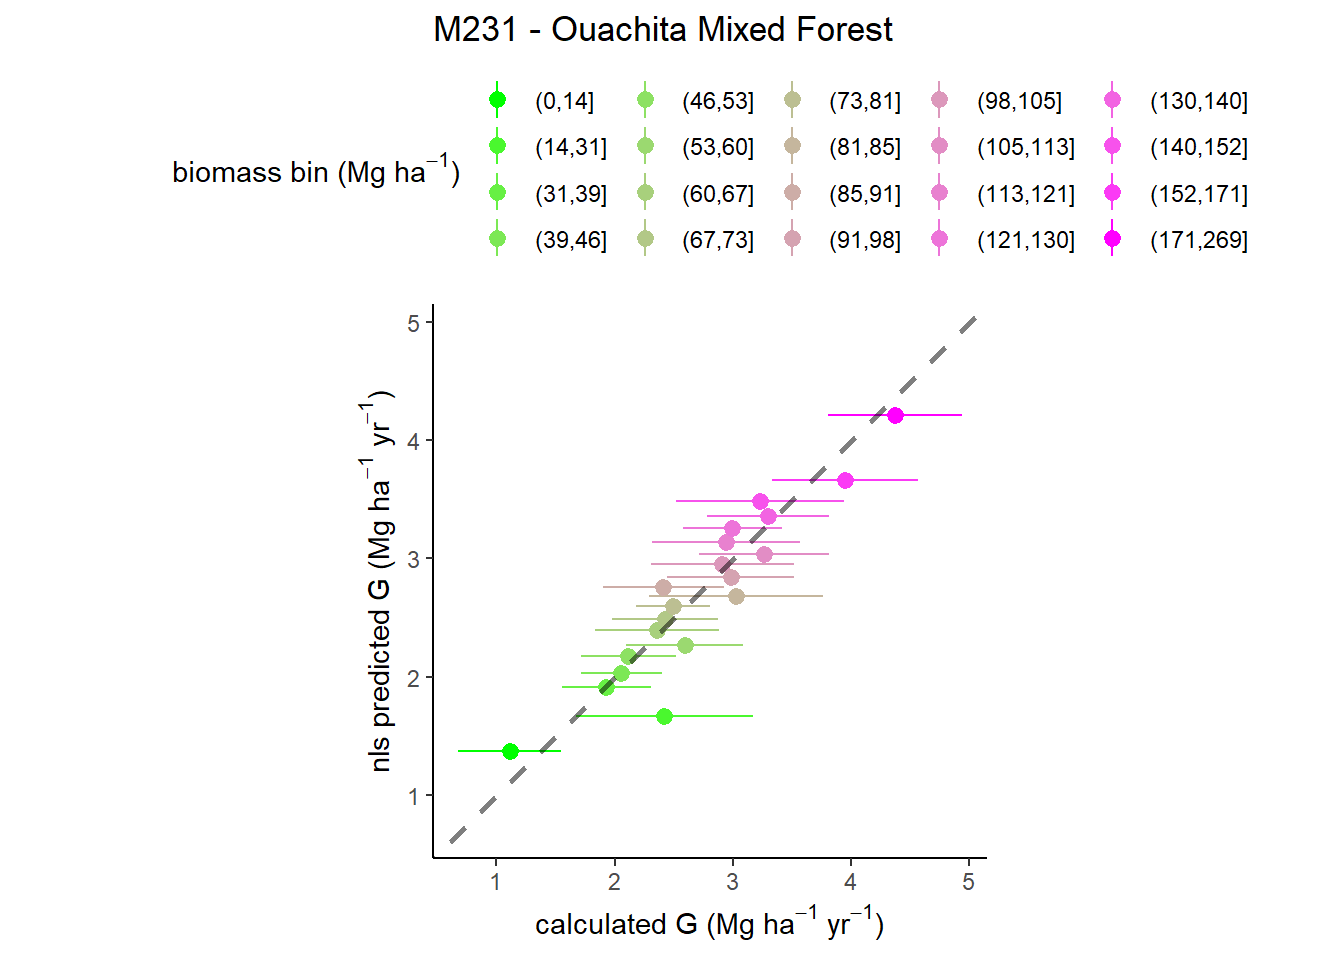 M231 - Ouachita Mixed Forest
biomass bin (Mg ha⁻¹)
(0,14] (46,53] (73,81] (98,105] (130,140]
(14,31] (53,60] (81,85] (105,113] (140,152]
(31,39] (60,67] (85,91] (113,121] (152,171]
(39,46] (67,73] (91,98] (121,130] (171,269]
nls predicted G (Mg ha⁻¹ yr⁻¹)
5
4
3
2
1
1 2 3 4 5
calculated G (Mg ha⁻¹ yr⁻¹)